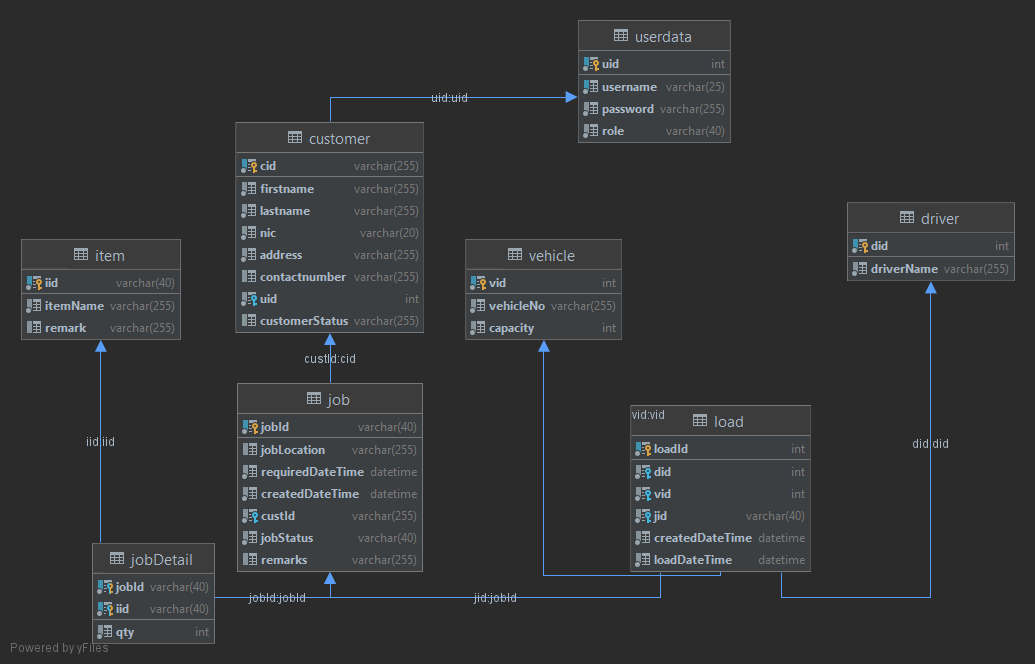 userdata
uid int
username varchar(25)
password varchar(255)
role varchar(40)
uid:uid
customer
cid varchar(255)
firstname varchar(255)
lastname varchar(255)
nic varchar(20)
address varchar(255)
contactnumber varchar(255)
uid int
customerStatus varchar(255)
driver
did int
driverName varchar(255)
item
iid varchar(40)
itemName varchar(255)
remark varchar(255)
vehicle
vid int
vehicleNo varchar(255)
capacity int
custId:cid
job
jobId varchar(40)
jobLocation varchar(255)
requiredDateTime datetime
createdDateTime datetime
custId varchar(255)
jobStatus varchar(40)
remarks varchar(255)
vid:vid
load
loadId int
did int
vid int
jid varchar(40)
createdDateTime datetime
loadDateTime datetime
iid:iid
did:did
jobDetail
jobId varchar(40)
iid varchar(40)
qty int
jobId:jobId
jid:jobId
Powered by yFiles